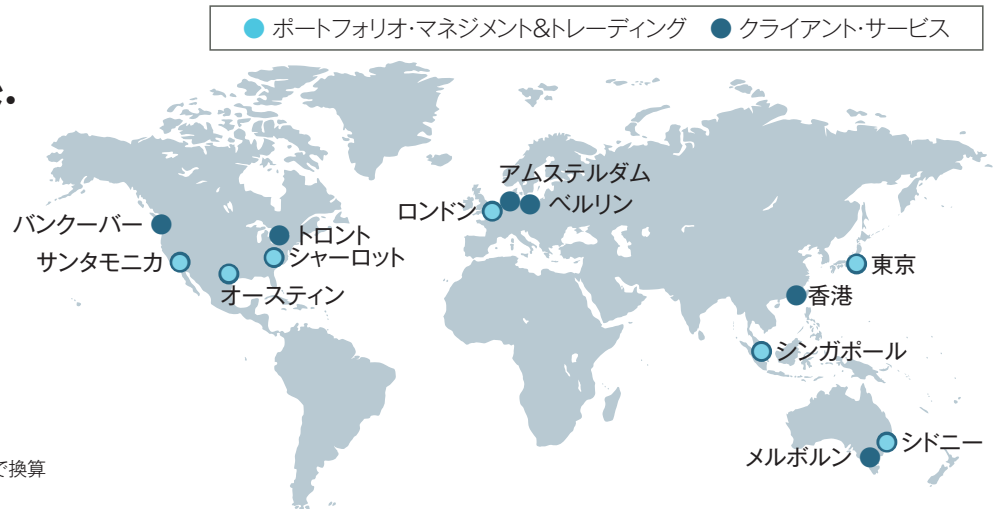 ポートフォリオ・マネジメント&トレーディング
クライアント・サービス
アムステルダム
ロンドン
ベルリン
バンクーバー
トロント
サンタモニカ
シャーロット
オースティン
東京
香港
シンガポール
シドニー
メルボルン
で換算